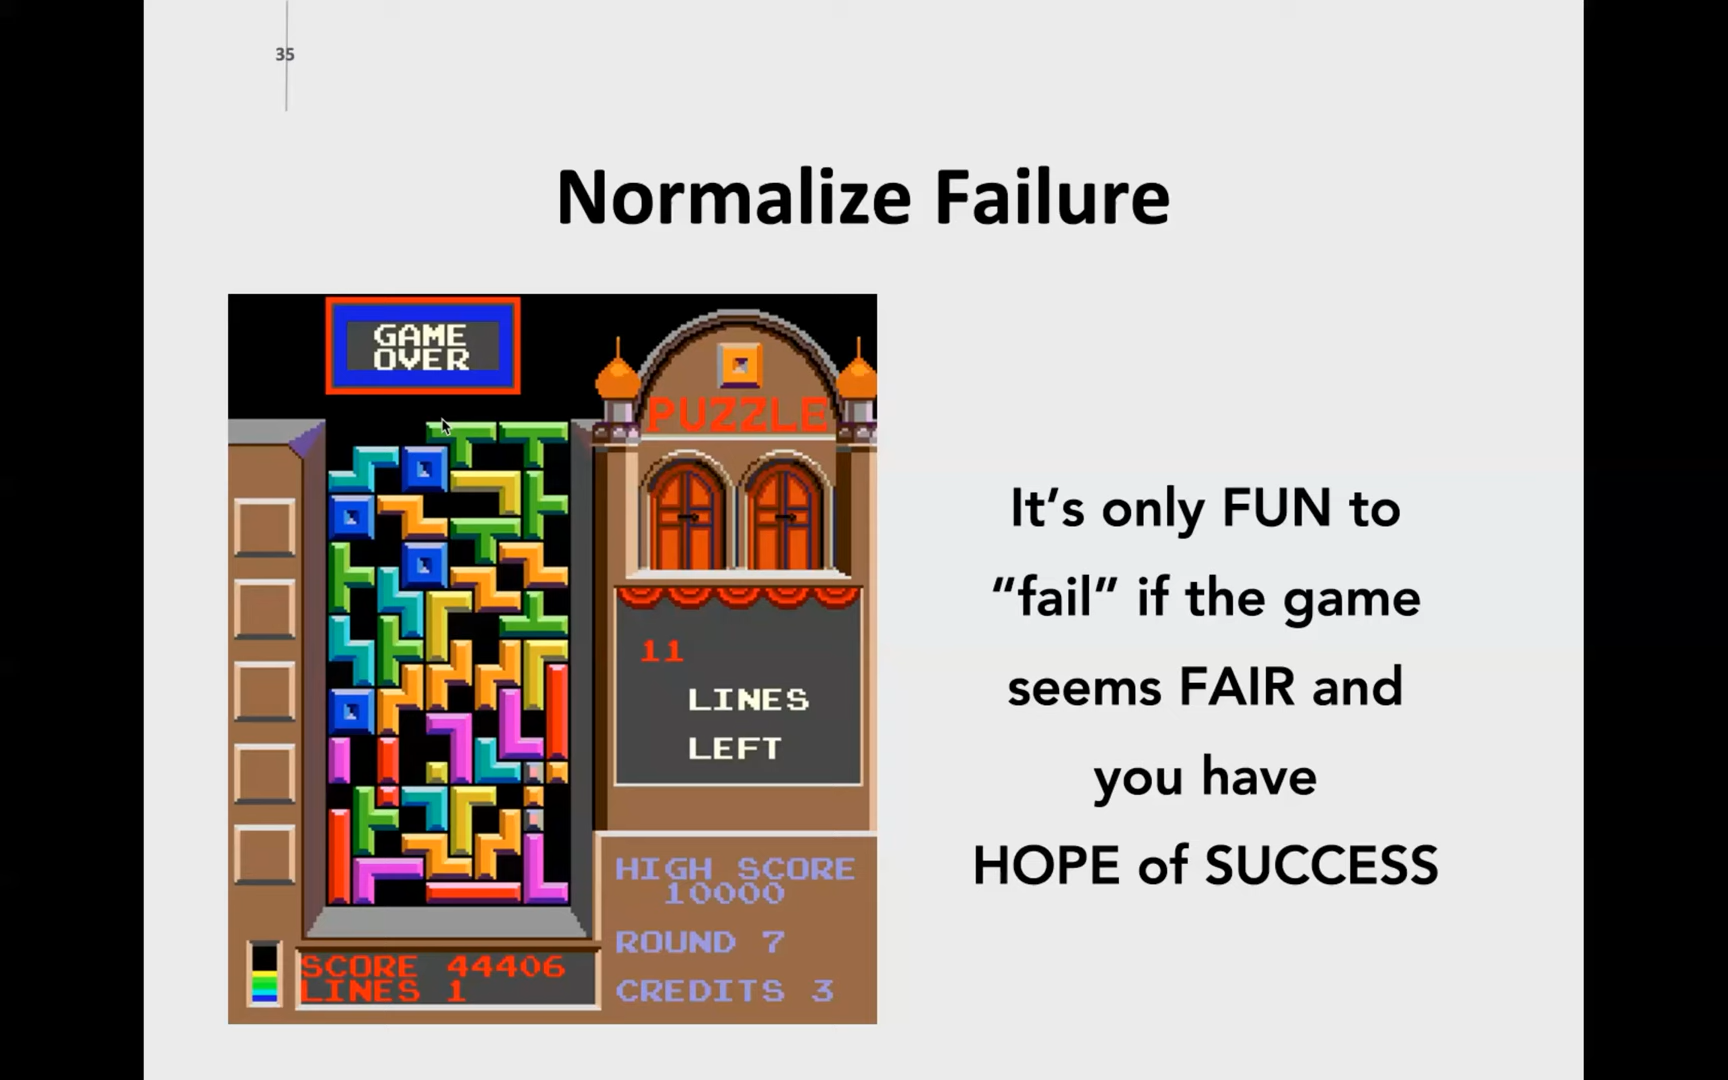 35
Normalize Failure
GAME
OVER
PUZZLE
11
LINES
LEFT
HIGH SCORE
10000
ROUND 7
CREDITS 3
SCORE 44406
LINES 1
It’s only FUN to
“fail” if the game
seems FAIR and
you have
HOPE of SUCCESS